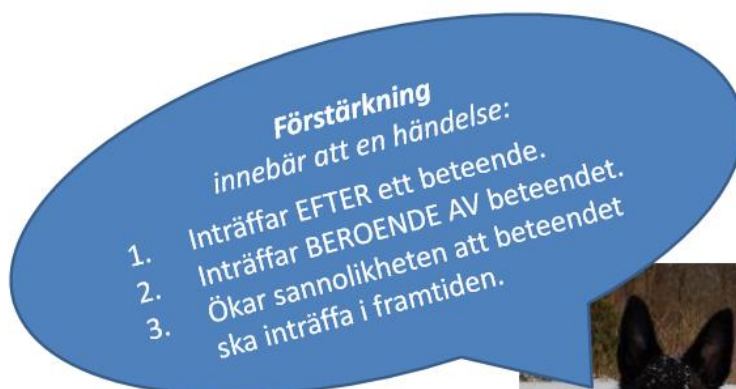 Förstärkning
innebär att en händelse:
1. Inträffar EFTER ett beteende.
2. Inträffar BEROENDE AV beteendet.
3. Ökar sannolikheten att beteendet
ska inträffa i framtiden.